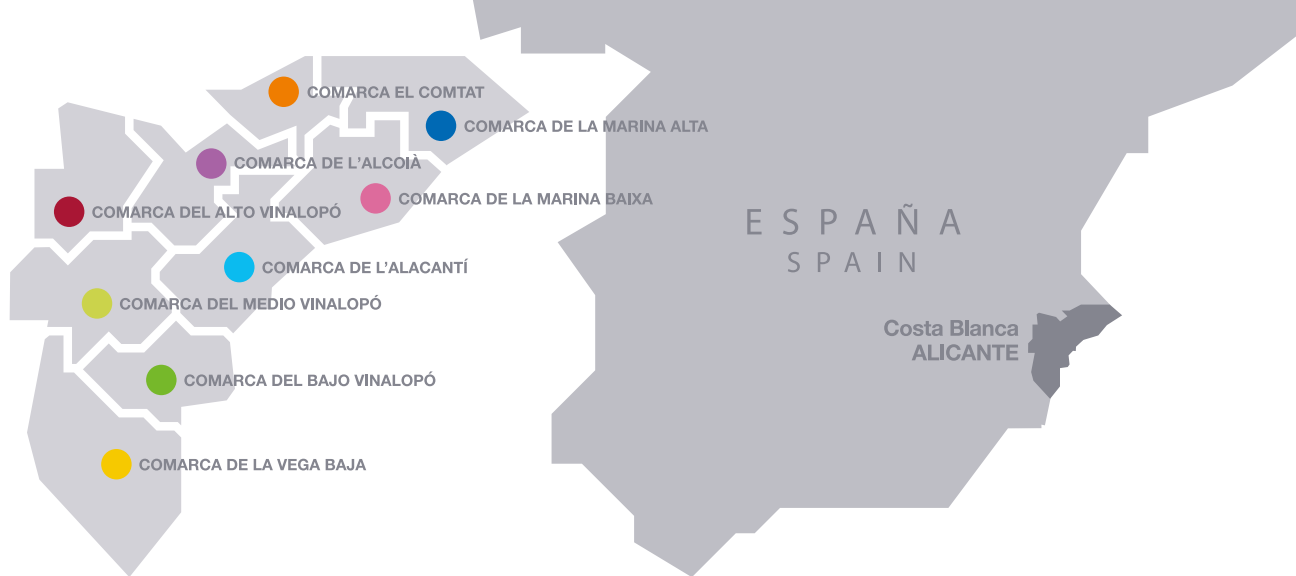 COMARCA EL COMTAT
COMARCA DE LA MARINA ALTA
COMARCA DE L'ALCOIÀ
COMARCA DE LA MARINA BAIXA
COMARCA DEL ALTO VINALOPÓ
COMARCA DE L'ALACANTÍ
COMARCA DEL MEDIO VINALOPÓ
COMARCA DEL BAJO VINALOPÓ
COMARCA DE LA VEGA BAJA
ESPAÑA
SPAIN
Costa Blanca
ALICANTE